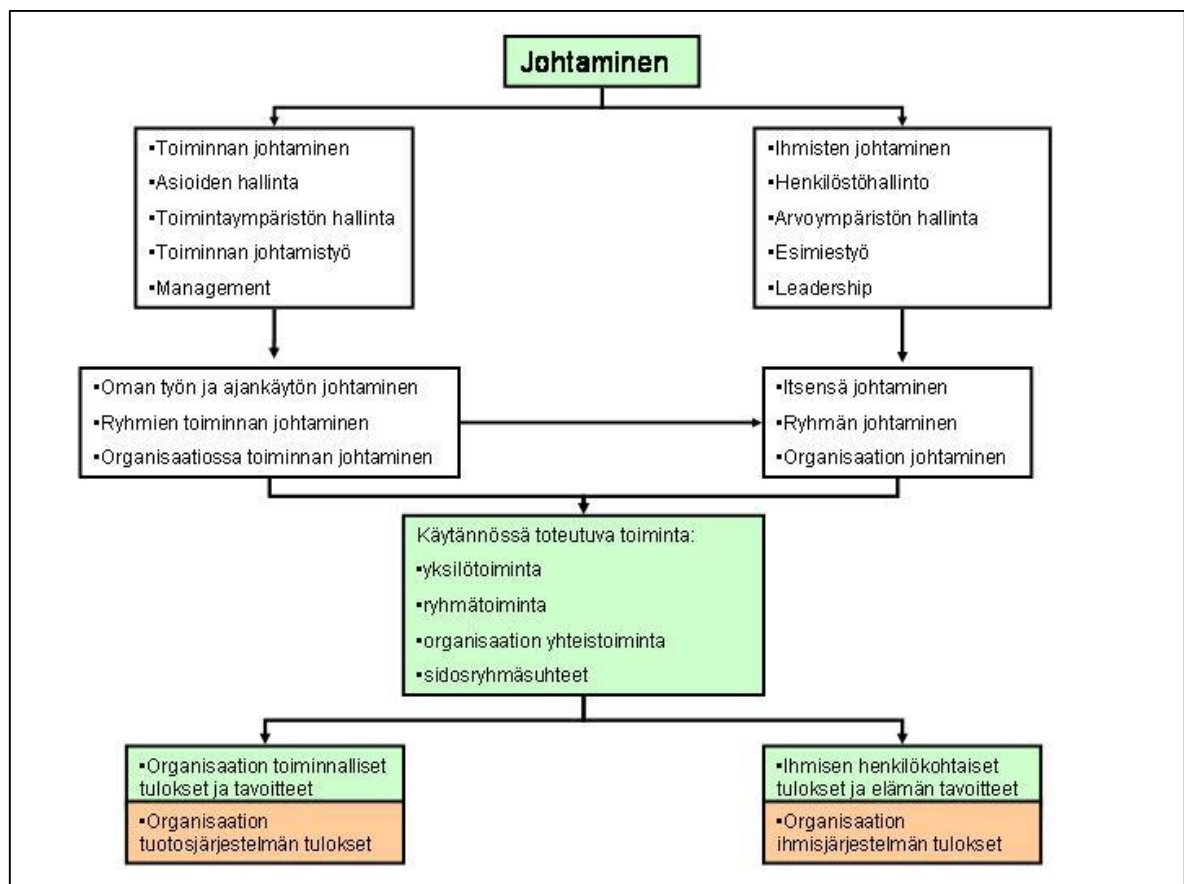 Johtaminen
▪Toiminnan johtaminen
▪Asioiden hallinta
▪Toimintaympäristön hallinta
▪Toiminnan johtamistyö
▪Management
▪Ihmisten johtaminen
▪Henkilöstöhallinto
▪Arvoympäristön hallinta
▪Esimiestyö
▪Leadership
▪Oman työn ja ajankäytön johtaminen
▪Ryhmien toiminnan johtaminen
▪Organisaatiossa toiminnan johtaminen
▪Itsensä johtaminen
▪Ryhmän johtaminen
▪Organisaation johtaminen
Käytännössä toteutuva toiminta:
▪yksilötoiminta
▪ryhmätoiminta
▪organisaation yhteistoiminta
▪sidosryhmäsuhteet
▪Organisaation toiminnalliset
tulokset ja tavoitteet
▪Organisaation
tuotosjärjestelmän tulokset
▪Ihmisen henkilökohtaiset
tulokset ja elämän tavoitteet
▪Organisaation
ihmisjärjestelmän tulokset